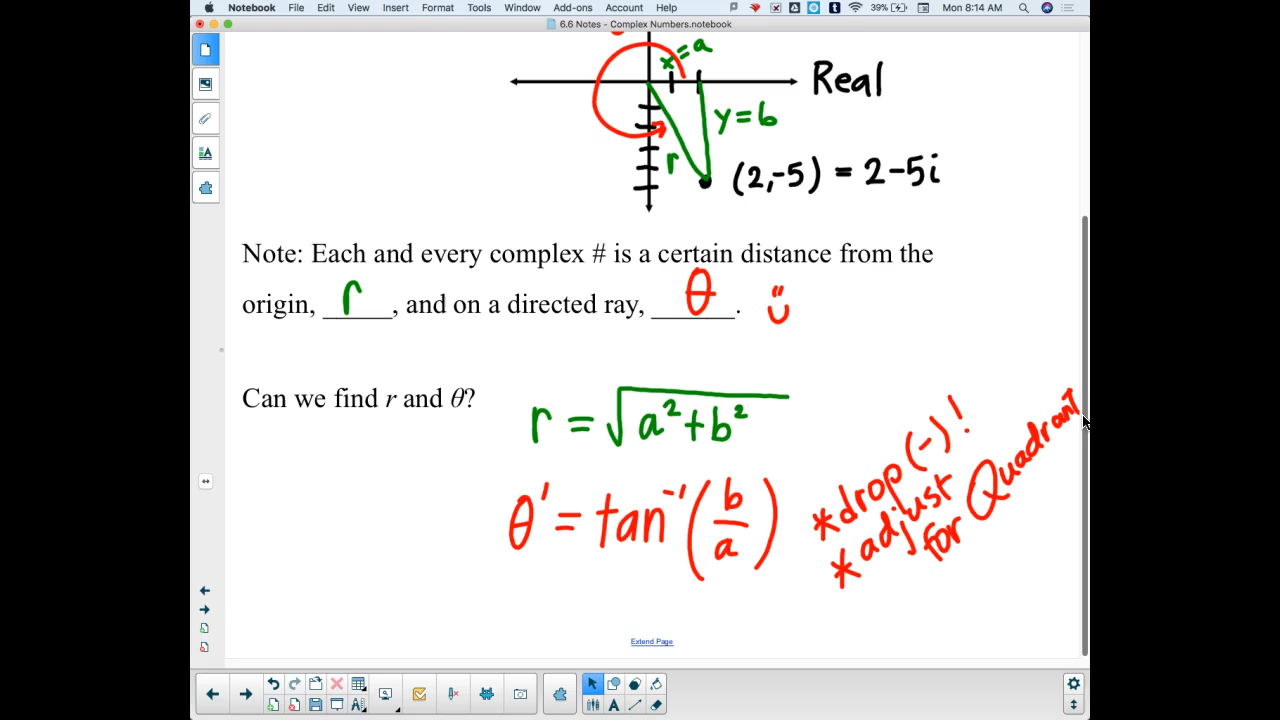 Notebook File Edit View Insert Format Tools Window Add-ons Account Help 39% Mon 8:14 AM
6.6 Notes - Complex Numbers.notebook
x = a
Real
y = b
r
(2,-5) = 2-5i
Note: Each and every complex # is a certain distance from the
origin, r, and on a directed ray, θ.
Can we find r and θ?
r = √a²+b²
θ' = tan⁻¹(b/a)
*drop (-)!
*adjust
for Quadrant
Extend Page